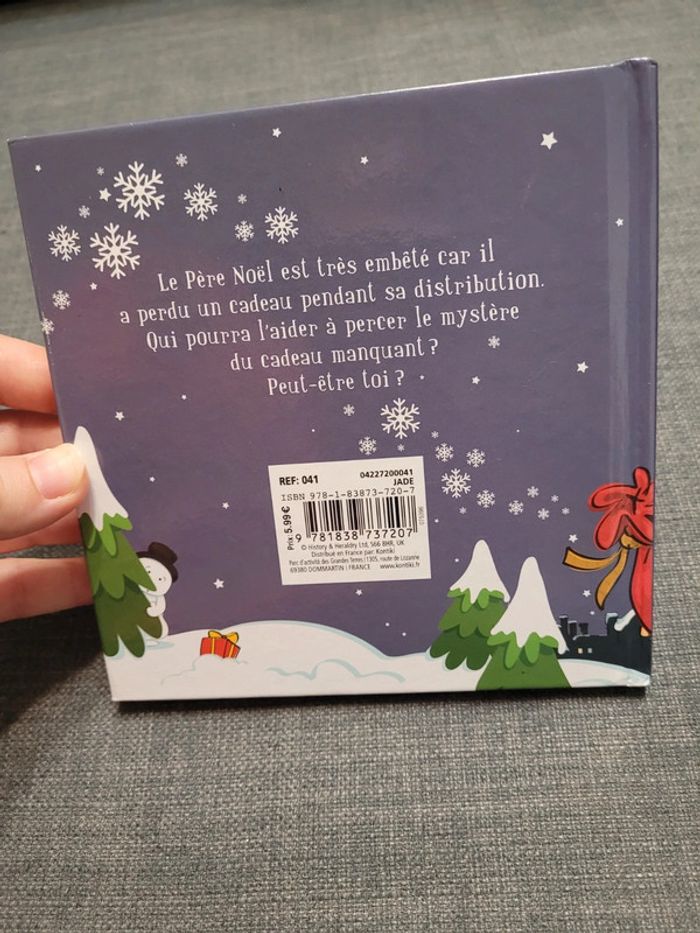 Le Père Noël est très embêté car il
a perdu un cadeau pendant sa distribution.
Qui pourra l'aider à percer le mystère
du cadeau manquant ?
Peut-être toi ?
REF: 041
04227200041
JADE
ISBN 978-1-83873-720-7
Prix: 5.99€
9 781838 737207
© History & Heraldry Ltd, S66 8HR, UK
Distribué en France par: Kontiki
Parc d'activité des Grandes Terres | 1305, route de Lozanne
69380 DOMMARTIN | FRANCE www.kontiki.fr